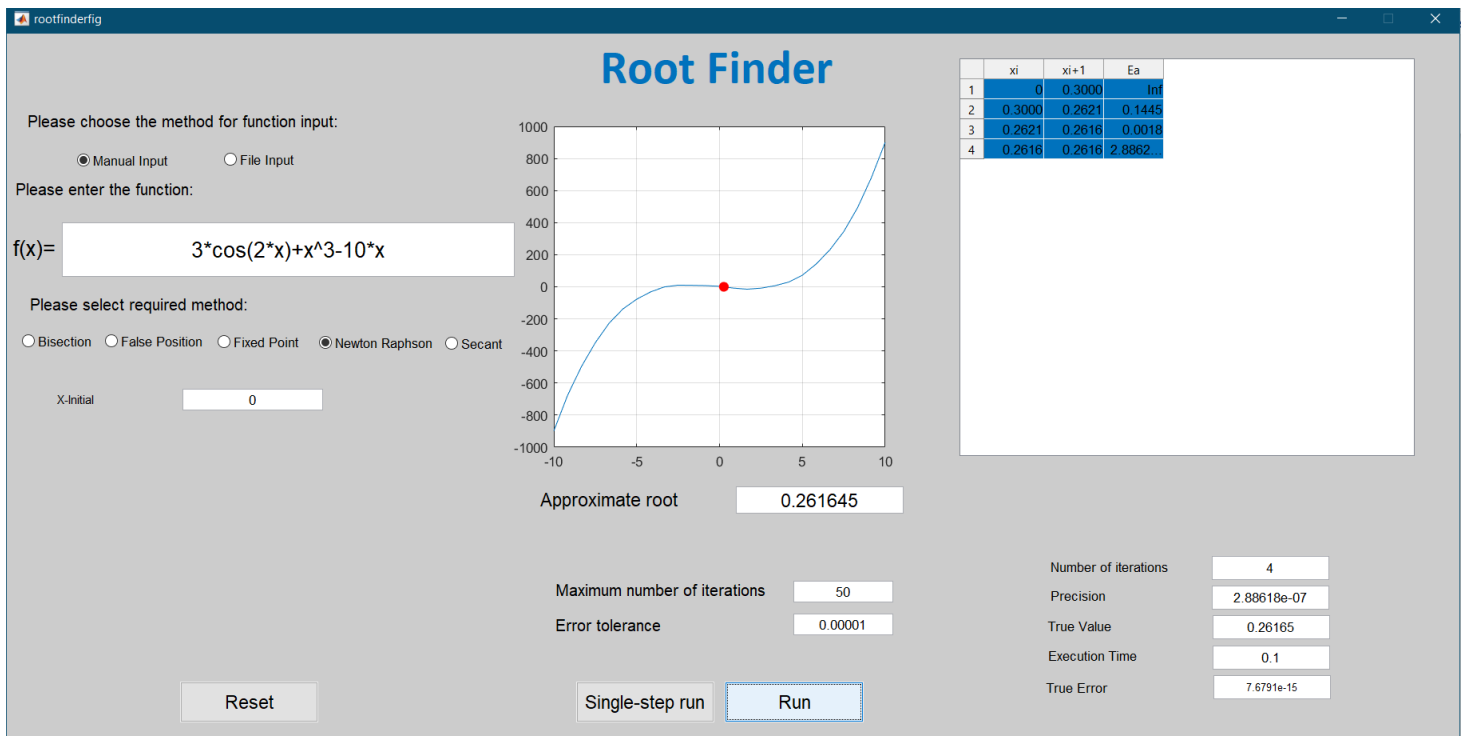 rootfinderfig
Root Finder
Please choose the method for function input:
Manual Input File Input
Please enter the function:
f(x)= 3*cos(2*x)+x^3-10*x
Please select required method:
Bisection False Position Fixed Point Newton Raphson Secant
X-Initial 0
1000
800
600
400
200
0
-200
-400
-600
-800
-1000
-10 -5 0 5 10
Approximate root 0.261645
Maximum number of iterations 50
Error tolerance 0.00001
Reset
Single-step run
Run
xi xi+1 Ea
1 0 0.3000 Inf
2 0.3000 0.2621 0.1445
3 0.2621 0.2616 0.0018
4 0.2616 0.2616 2.8862...
Number of iterations 4
Precision 2.88618e-07
True Value 0.26165
Execution Time 0.1
True Error 7.6791e-15